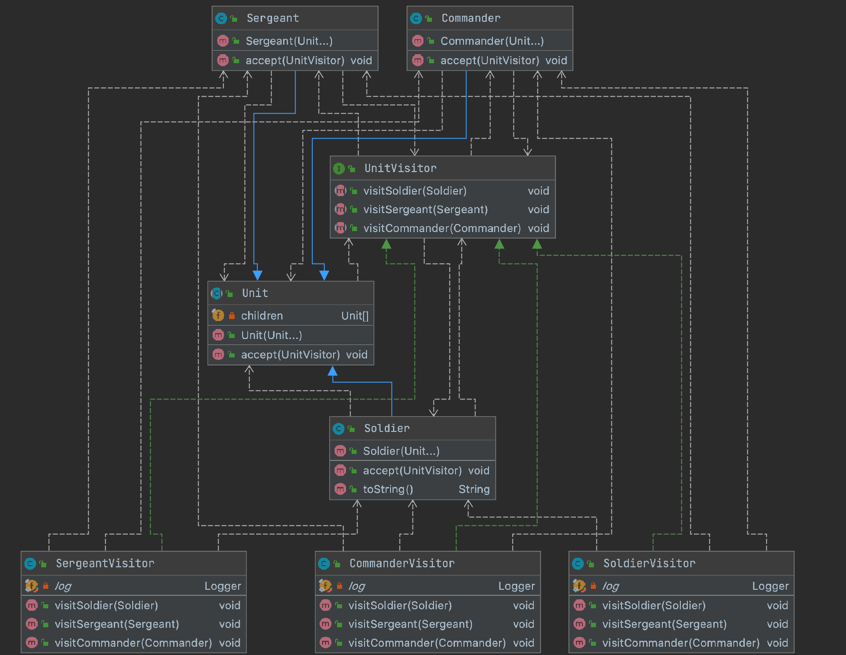 Sergeant
Sergeant(Unit...)
accept(UnitVisitor) void
Commander
Commander(Unit...)
accept(UnitVisitor) void
UnitVisitor
visitSoldier(Soldier) void
visitSergeant(Sergeant) void
visitCommander(Commander) void
Unit
children Unit[]
Unit(Unit...)
accept(UnitVisitor) void
Soldier
Soldier(Unit...)
accept(UnitVisitor) void
toString() String
SergeantVisitor
log Logger
visitSoldier(Soldier) void
visitSergeant(Sergeant) void
visitCommander(Commander) void
CommanderVisitor
log Logger
visitSoldier(Soldier) void
visitSergeant(Sergeant) void
visitCommander(Commander) void
SoldierVisitor
log Logger
visitSoldier(Soldier) void
visitSergeant(Sergeant) void
visitCommander(Commander) void